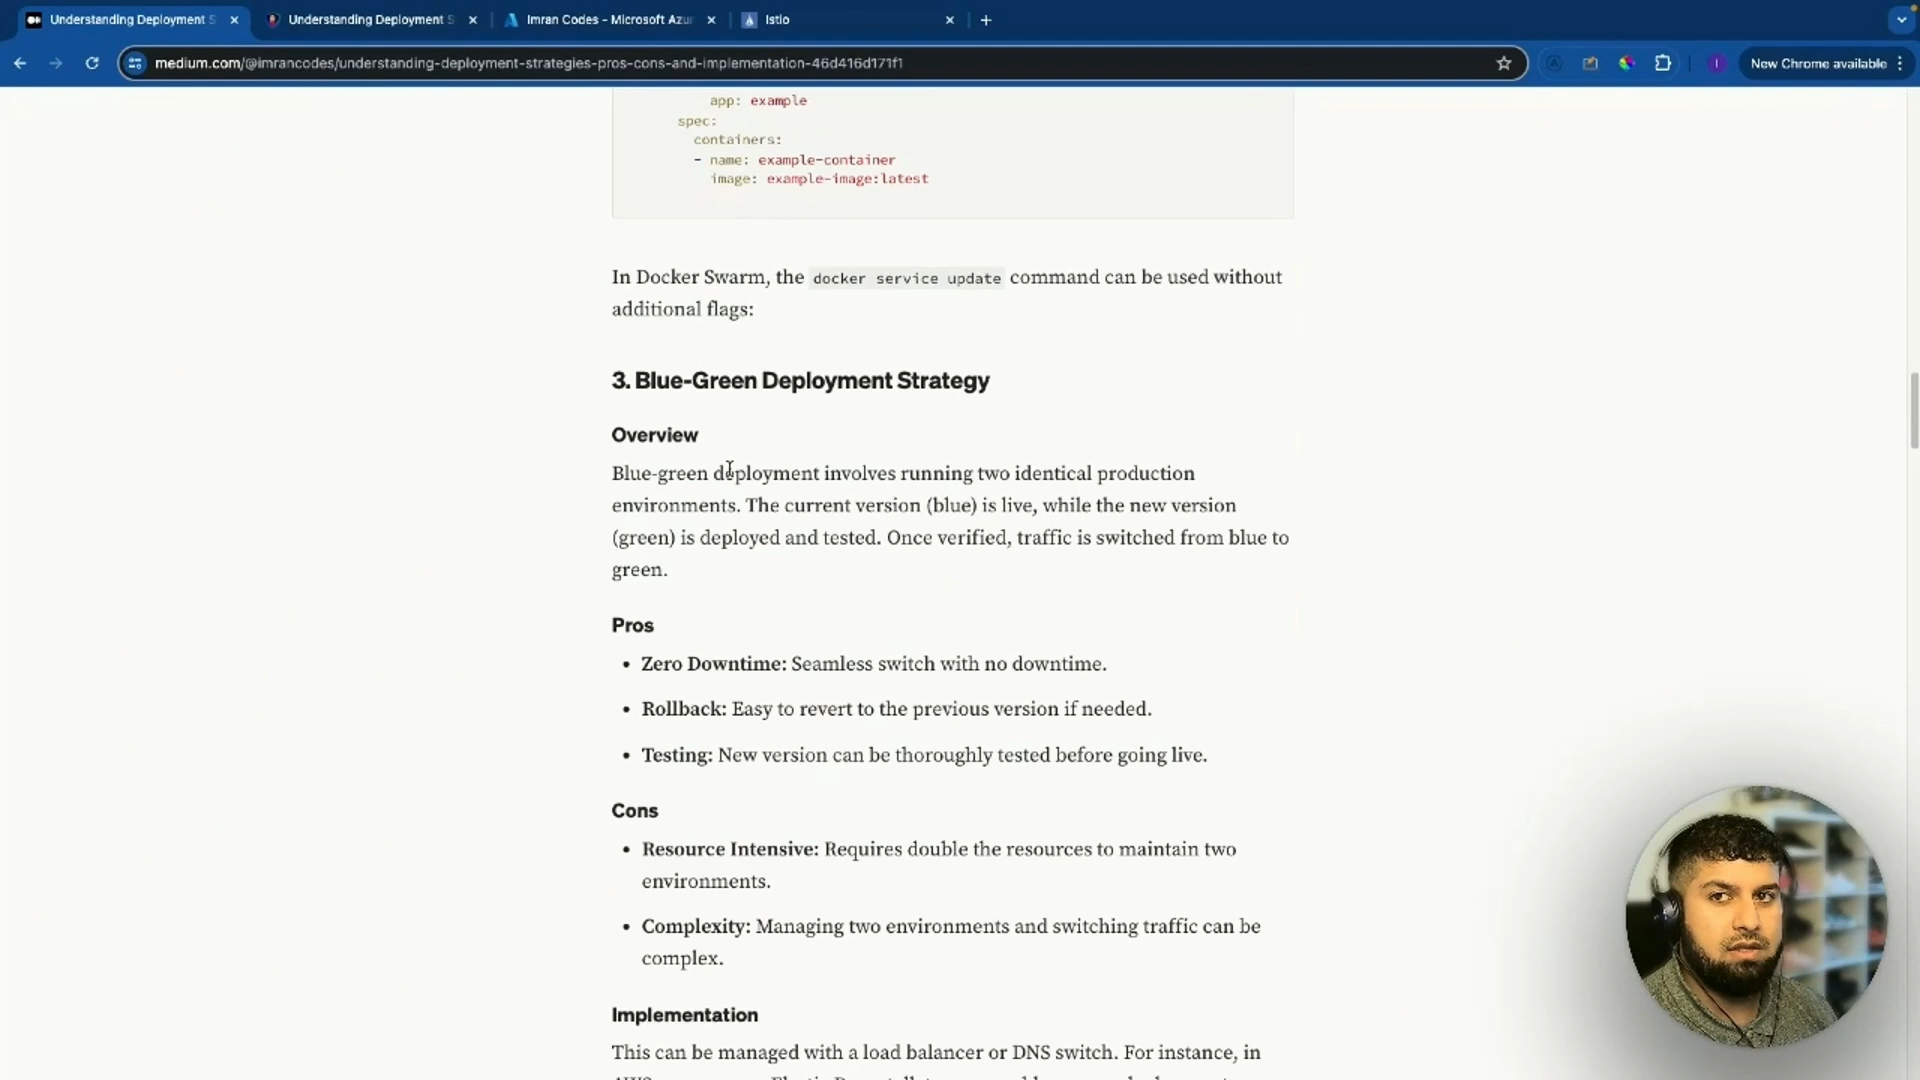 Understanding Deployment S
Understanding Deployment S
Imran Codes - Microsoft Azu
Istio
medium.com/@imrancodes/understanding-deployment-strategies-pros-cons-and-implementation-46d416d171f1
New Chrome available
app: example
spec:
containers:
- name: example-container
image: example-image:latest
In Docker Swarm, the docker service update command can be used without
additional flags:
3. Blue-Green Deployment Strategy
Overview
Blue-green deployment involves running two identical production
environments. The current version (blue) is live, while the new version
(green) is deployed and tested. Once verified, traffic is switched from blue to
green.
Pros
• Zero Downtime: Seamless switch with no downtime.
• Rollback: Easy to revert to the previous version if needed.
• Testing: New version can be thoroughly tested before going live.
Cons
• Resource Intensive: Requires double the resources to maintain two
environments.
• Complexity: Managing two environments and switching traffic can be
complex.
Implementation
This can be managed with a load balancer or DNS switch. For instance, in